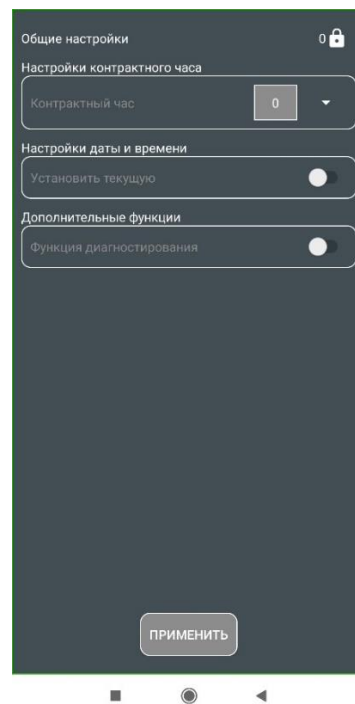 Общие настройки 0
Настройки контрактного часа
Контрактный час 0
Настройки даты и времени
Установить текущую
Дополнительные функции
Функция диагностирования
ПРИМЕНИТЬ